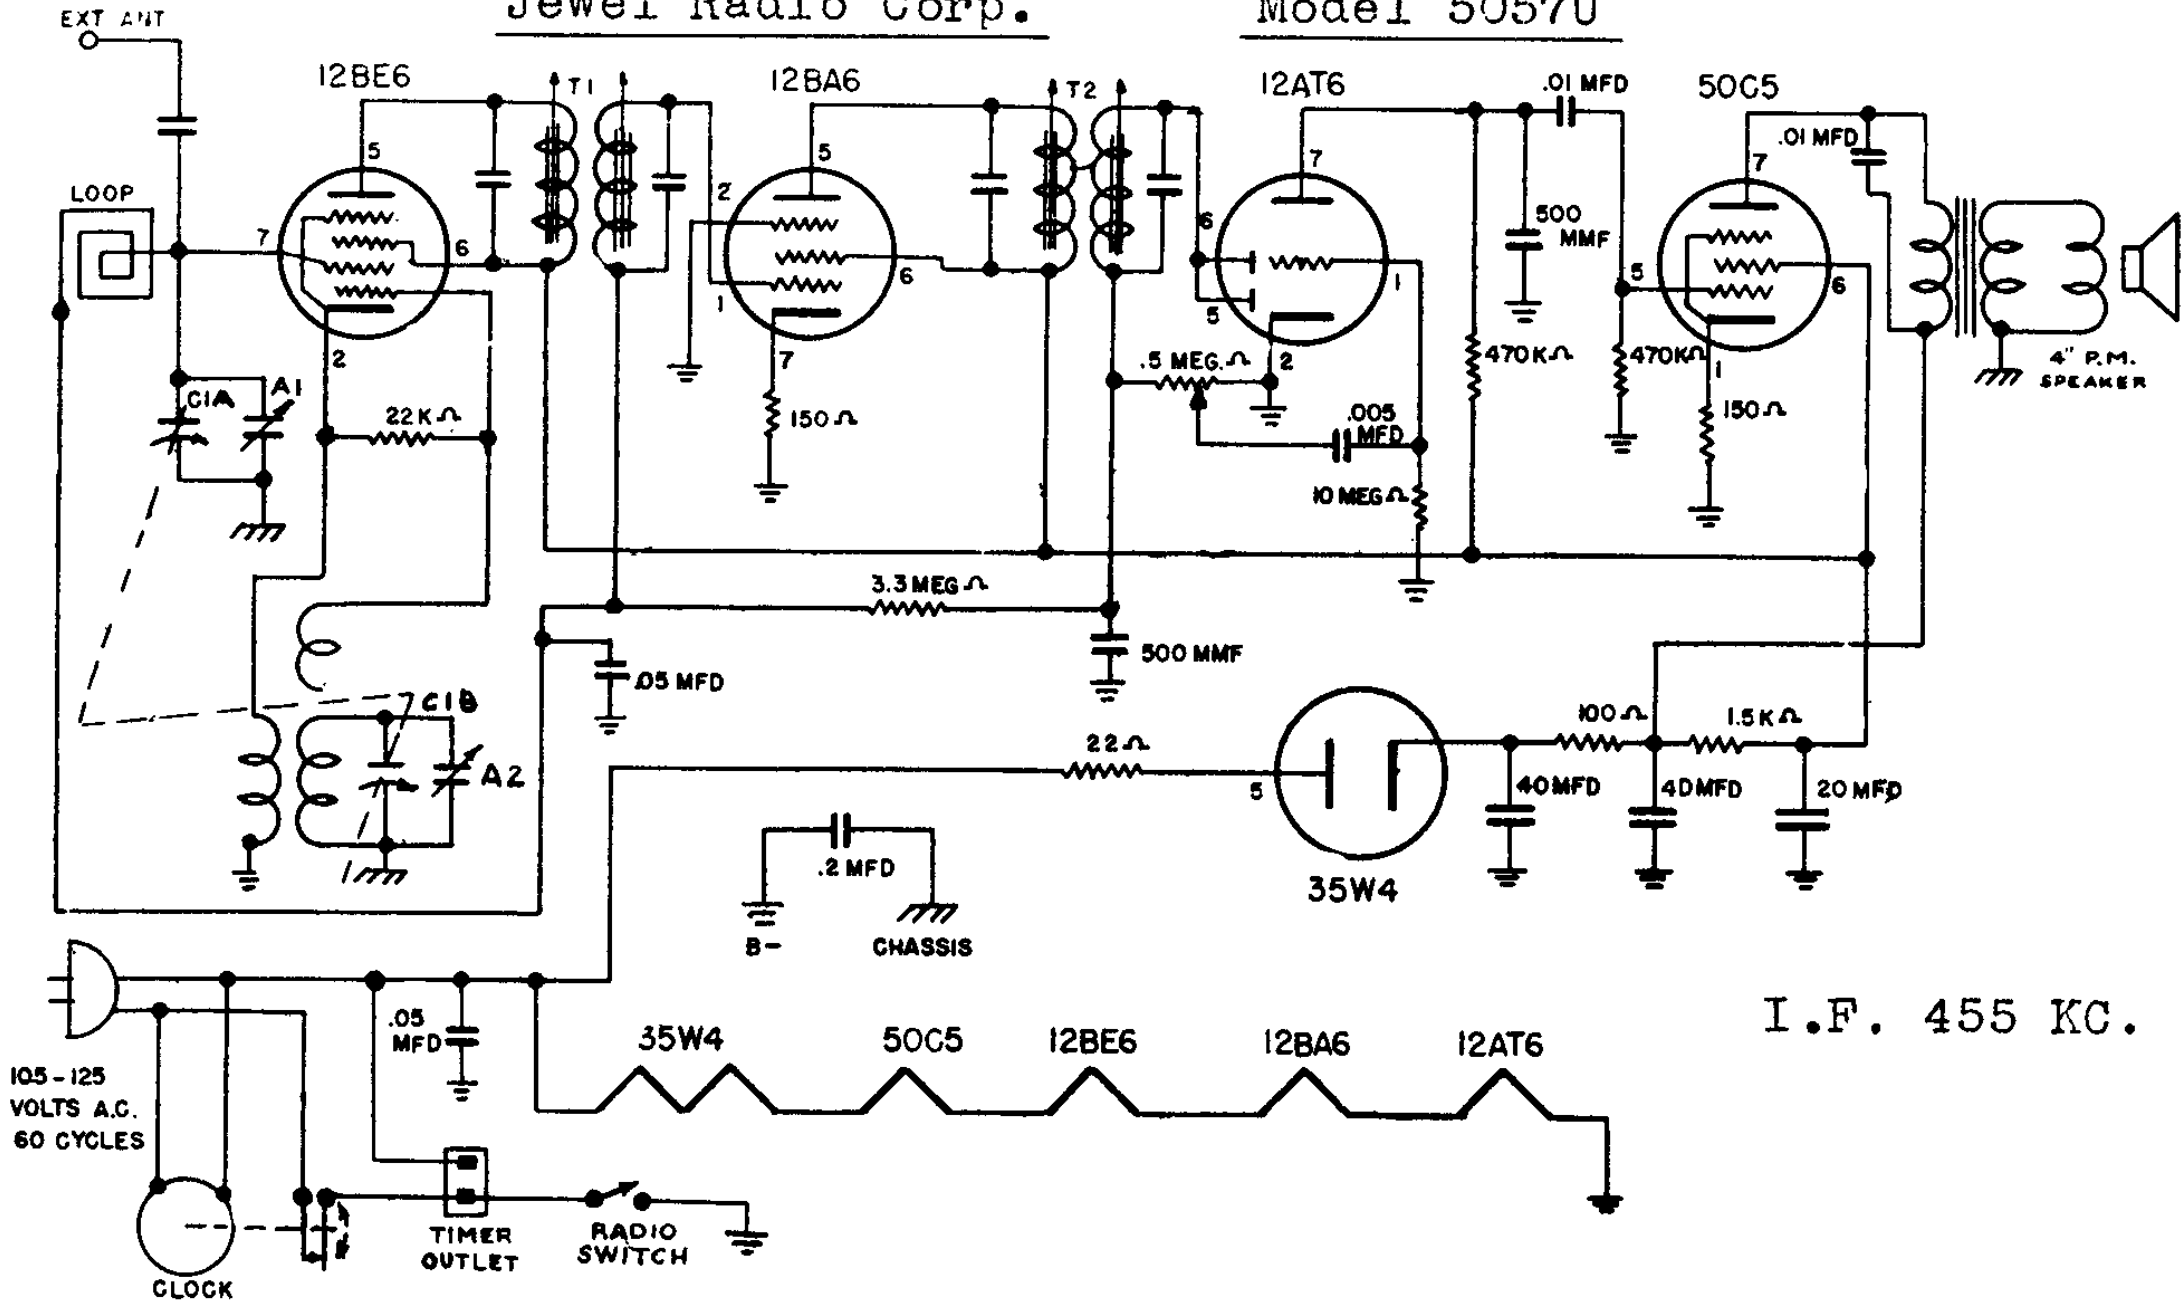 Jewel Radio Corp. Model 5057U
EXT ANT
12BE6
T1
12BA6
T2
12AT6
.01 MFD
50C5
5
5
7
.01 MFD
7
LOOP
7
6
2
1
6
6
5
1
500
MMF
5
6
2
7
.5 MEG.Ω
2
470KΩ
470KΩ
1
4" P.M.
SPEAKER
C1A
A1
22KΩ
150Ω
.005
MFD
150Ω
10 MEGΩ
3.3 MEGΩ
.05 MFD
500 MMF
C1B
A2
22Ω
5
35W4
100Ω
1.5KΩ
40MFD
40MFD
20 MFD
.2 MFD
B-
CHASSIS
.05
MFD
35W4
50C5
12BE6
12BA6
12AT6
I.F. 455 KC.
105-125
VOLTS A.C.
60 CYCLES
CLOCK
TIMER
OUTLET
RADIO
SWITCH